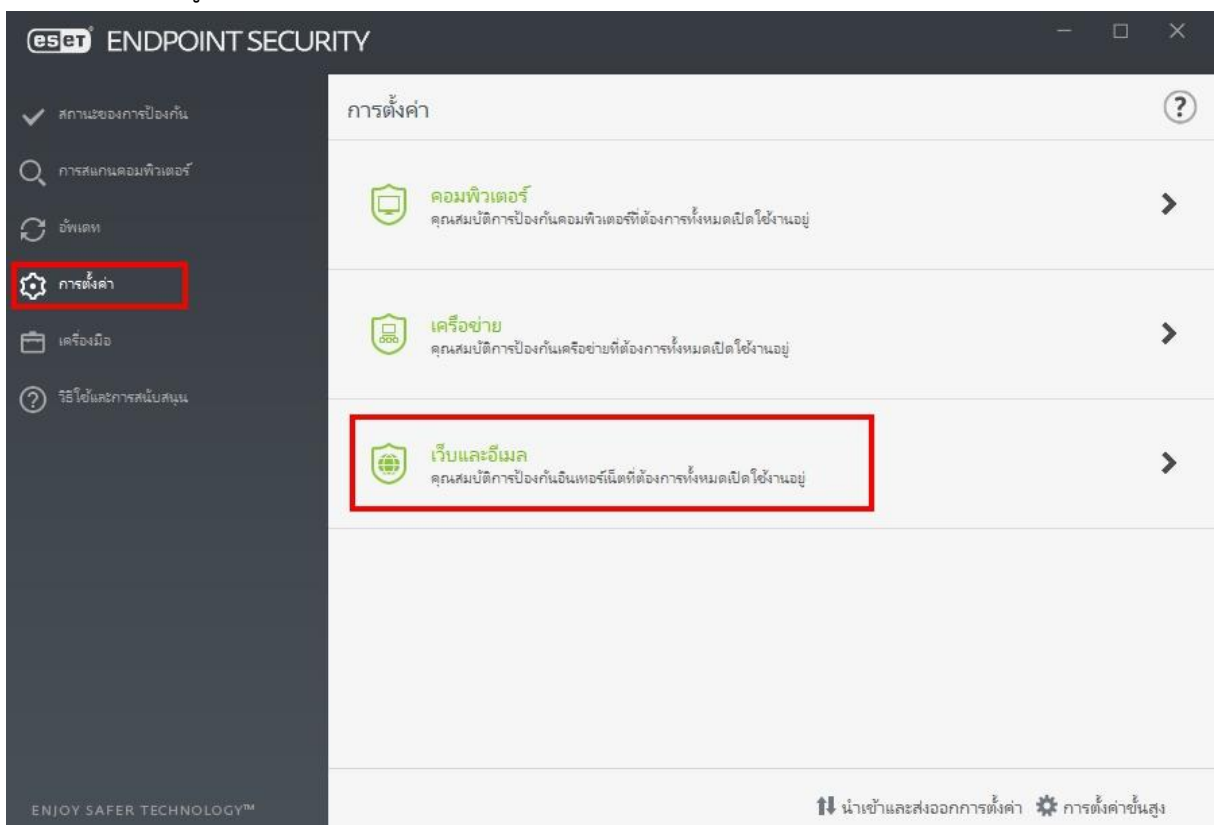 eset ENDPOINT SECURITY
สถานะของการป้องกัน
การสแกนคอมพิวเตอร์
อัพเดท
การตั้งค่า
เครื่องมือ
วิธีใช้และการสนับสนุน
ENJOY SAFER TECHNOLOGY™
การตั้งค่า
?
คอมพิวเตอร์
คุณสมบัติการป้องกันคอมพิวเตอร์ที่ต้องการทั้งหมดเปิดใช้งานอยู่
เครือข่าย
คุณสมบัติการป้องกันเครือข่ายที่ต้องการทั้งหมดเปิดใช้งานอยู่
เว็บและอีเมล
คุณสมบัติการป้องกันอินเทอร์เน็ตที่ต้องการทั้งหมดเปิดใช้งานอยู่
นำเข้าและส่งออกการตั้งค่า การตั้งค่าขั้นสูง